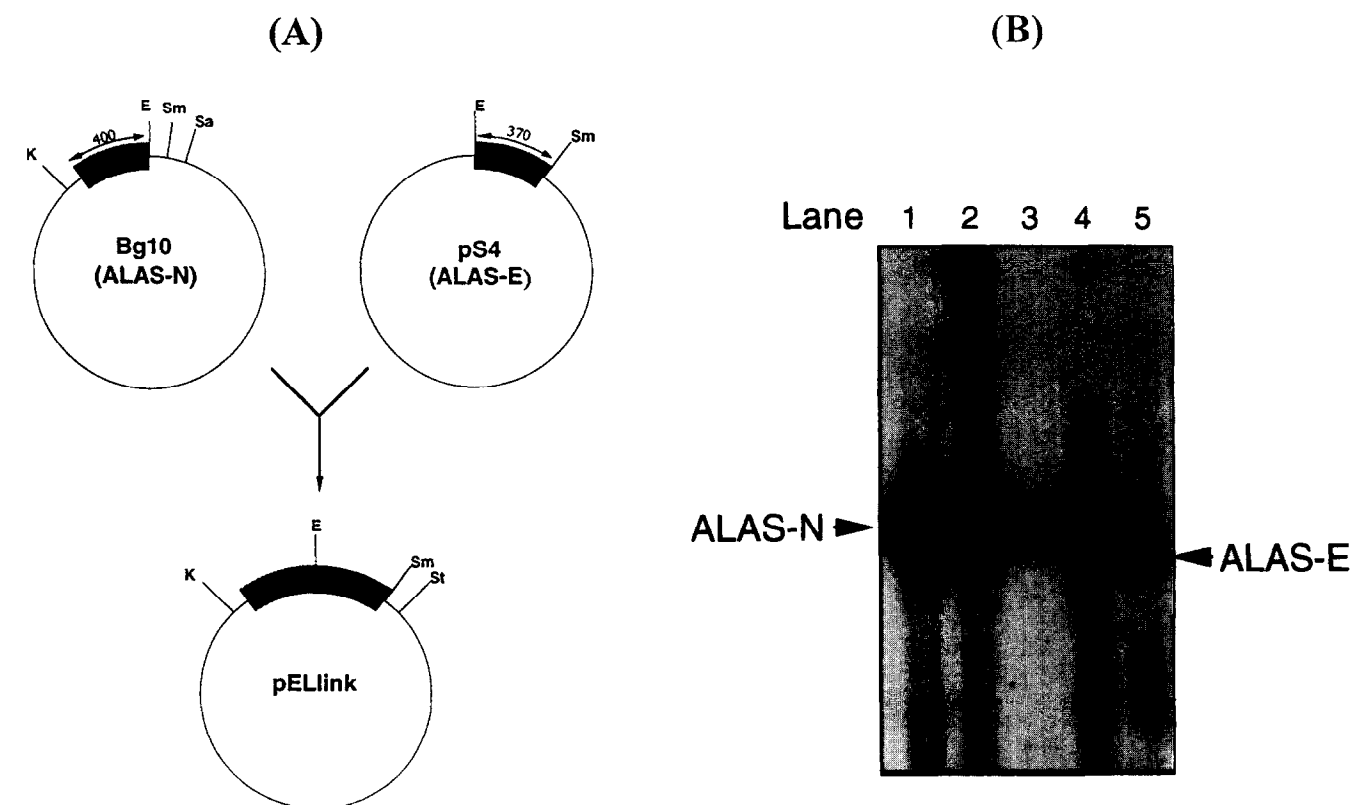 (A)
(B)
E
Sm
Sa
K
400
Bg10
(ALAS-N)
E
Sm
370
pS4
(ALAS-E)
E
K
Sm
St
pELlink
Lane 1 2 3 4 5
ALAS-N
ALAS-E